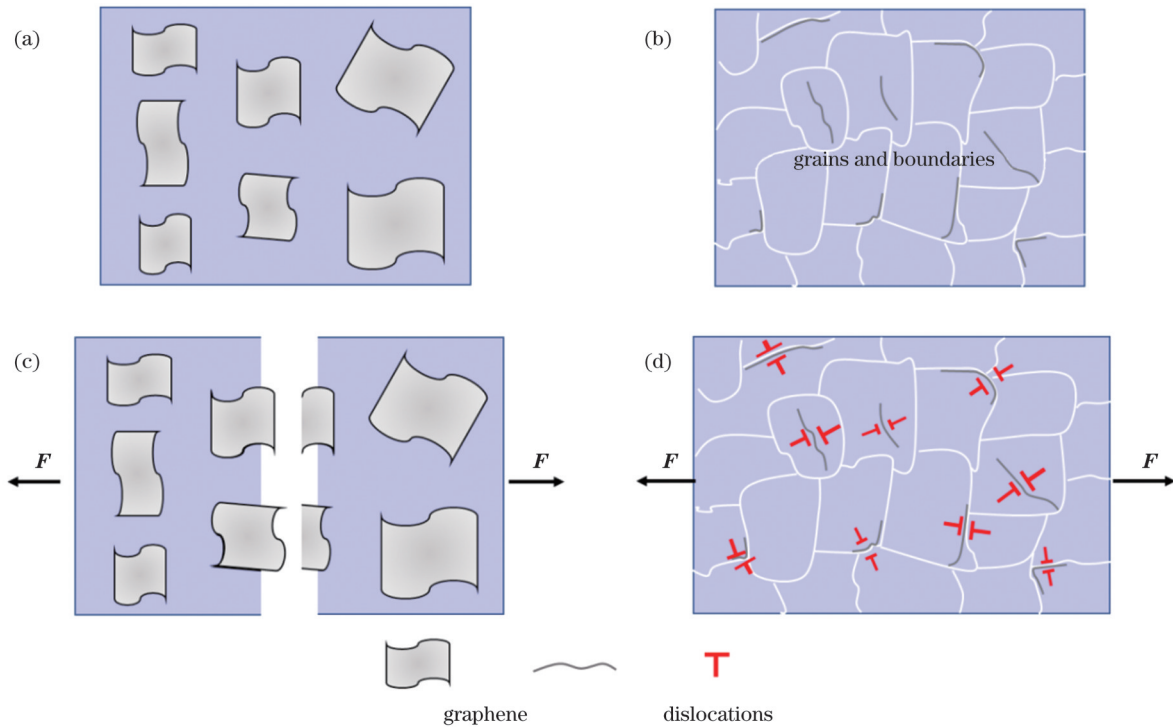 (a)
(b)
grains and boundaries
(c)
(d)
F
F
F
F
graphene
dislocations